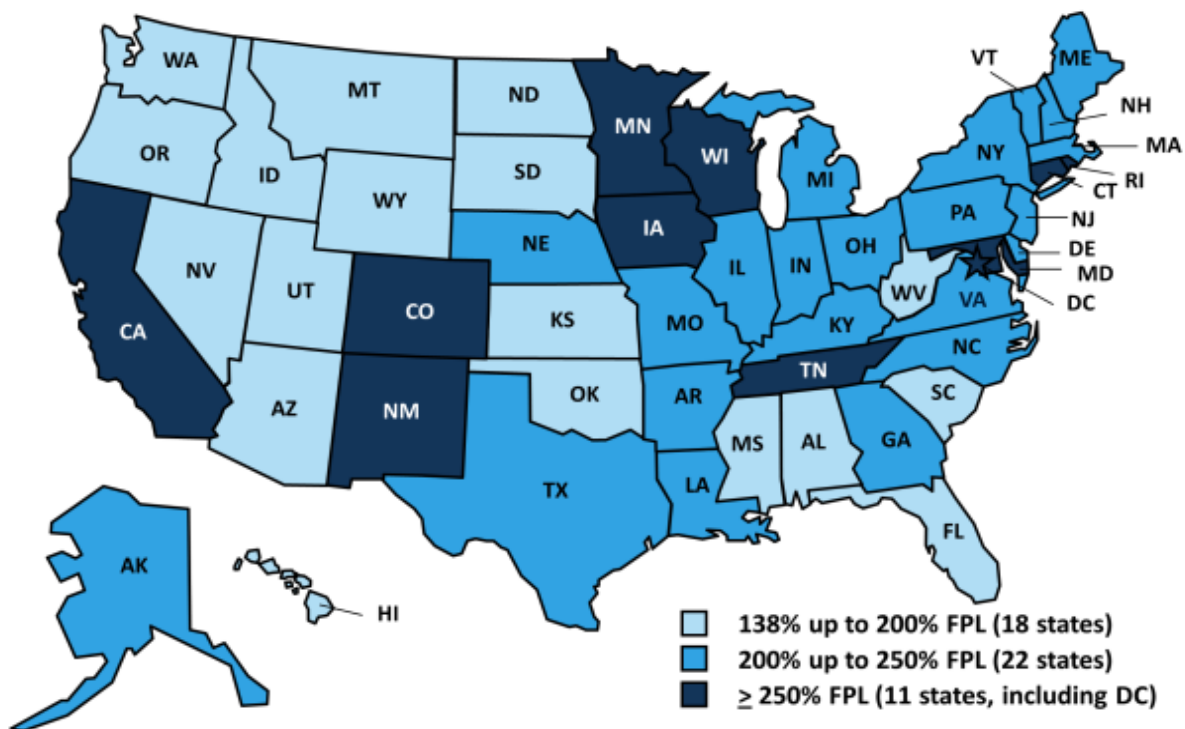 WA
MT
ND
MN
VT
ME
NH
OR
ID
SD
WI
NY
MA
MI
RI
WY
CT
IA
PA
NJ
NE
OH
DE
NV
IL
IN
MD
UT
WV
VA
DC
CA
CO
KS
MO
KY
NC
TN
AZ
NM
OK
AR
SC
MS
AL
GA
TX
LA
FL
AK
HI
138% up to 200% FPL (18 states)
200% up to 250% FPL (22 states)
≥ 250% FPL (11 states, including DC)